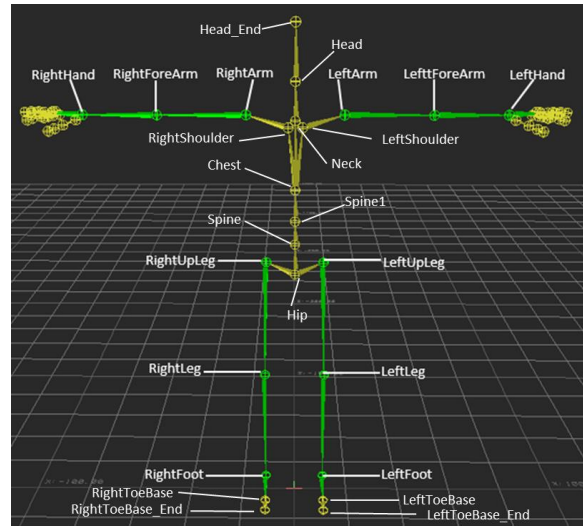 Head_End
Head
RightHand
RightForeArm
RightArm
LeftArm
LefttForeArm
LeftHand
RightShoulder
LeftShoulder
Neck
Chest
Spine1
Spine
RightUpLeg
LeftUpLeg
Hip
RightLeg
LeftLeg
RightFoot
LeftFoot
RightToeBase
LeftToeBase
RightToeBase_End
LeftToeBase_End